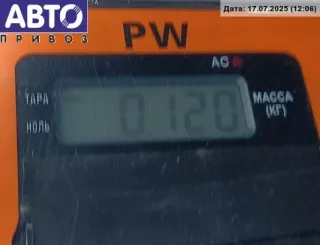 АВТО
ПРИВОЗ
Дата: 17.07.2025 (12:06)
PW
AC
ТАРА
НОЛЬ
0120
МАССА
(КГ)